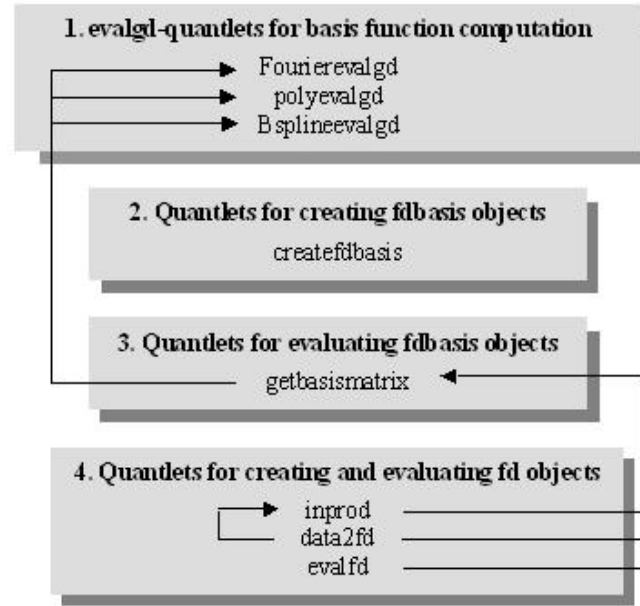 1. evalgd-quantlets for basis function computation
Fourierevalgd
polyevalgd
Bsplineevalgd
2. Quantlets for creating fdbasis objects
createfdbasis
3. Quantlets for evaluating fdbasis objects
getbasismatrix
4. Quantlets for creating and evaluating fd objects
inprod
data2fd
evalfd